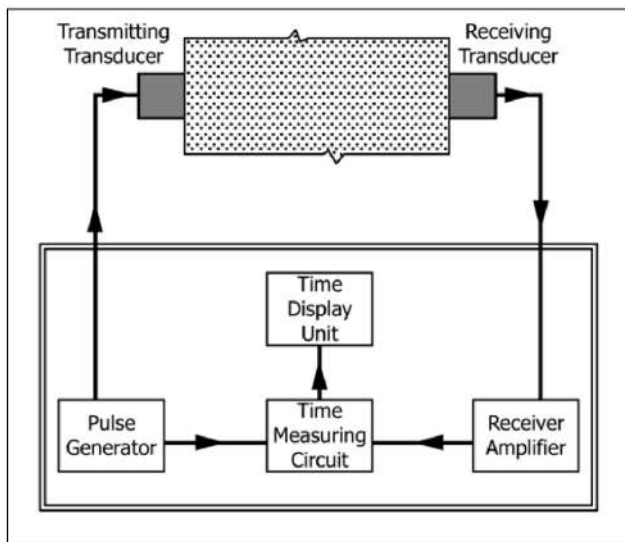 Transmitting
Transducer
Receiving
Transducer
Time
Display
Unit
Pulse
Generator
Time
Measuring
Circuit
Receiver
Amplifier